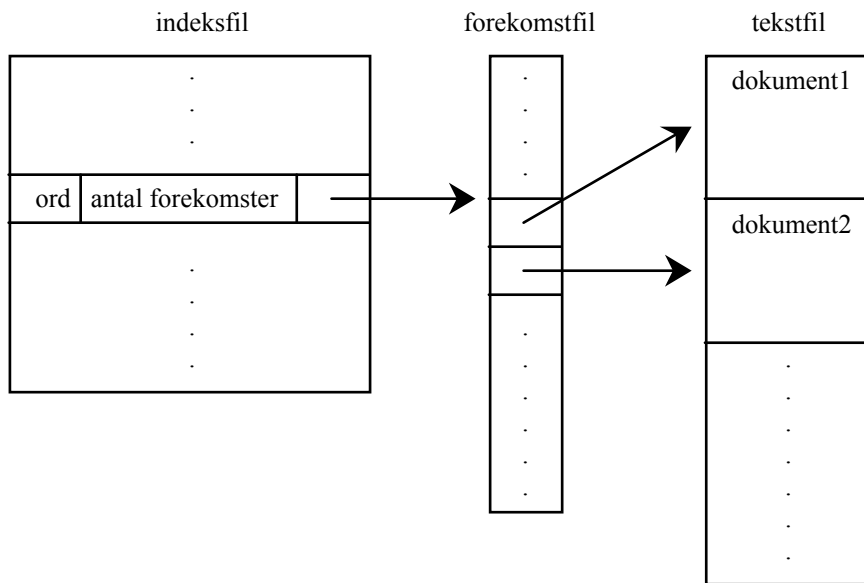 indeksfil
forekomstfil
tekstfil
dokument1
ord antal forekomster
dokument2